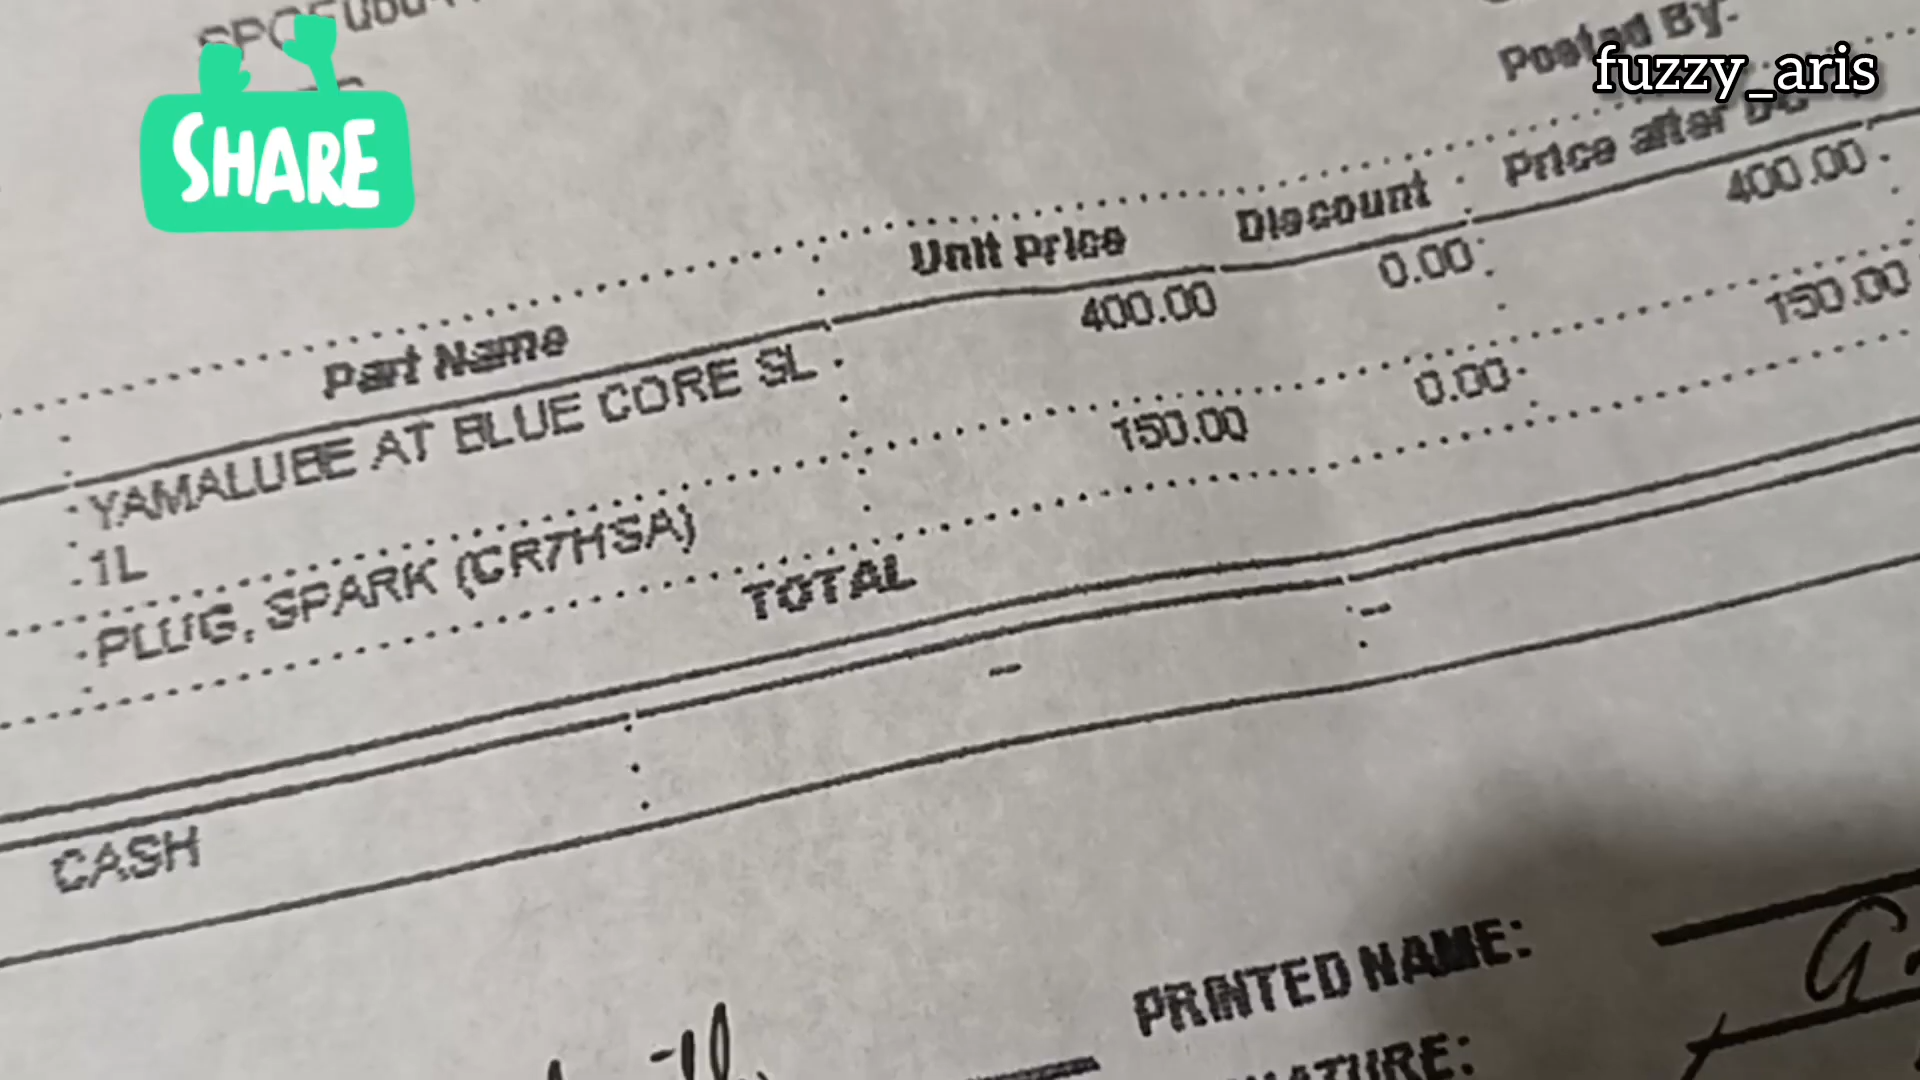 SHARE
fuzzy_aris
Posted By:
Part Name Unit Price Discount Price after
YAMALUBE AT BLUE CORE SL 400.00 0.00 400.00
1L
PLUG, SPARK (CR7HSA) 150.00 0.00 150.00
TOTAL
-- --
CASH
PRINTED NAME: